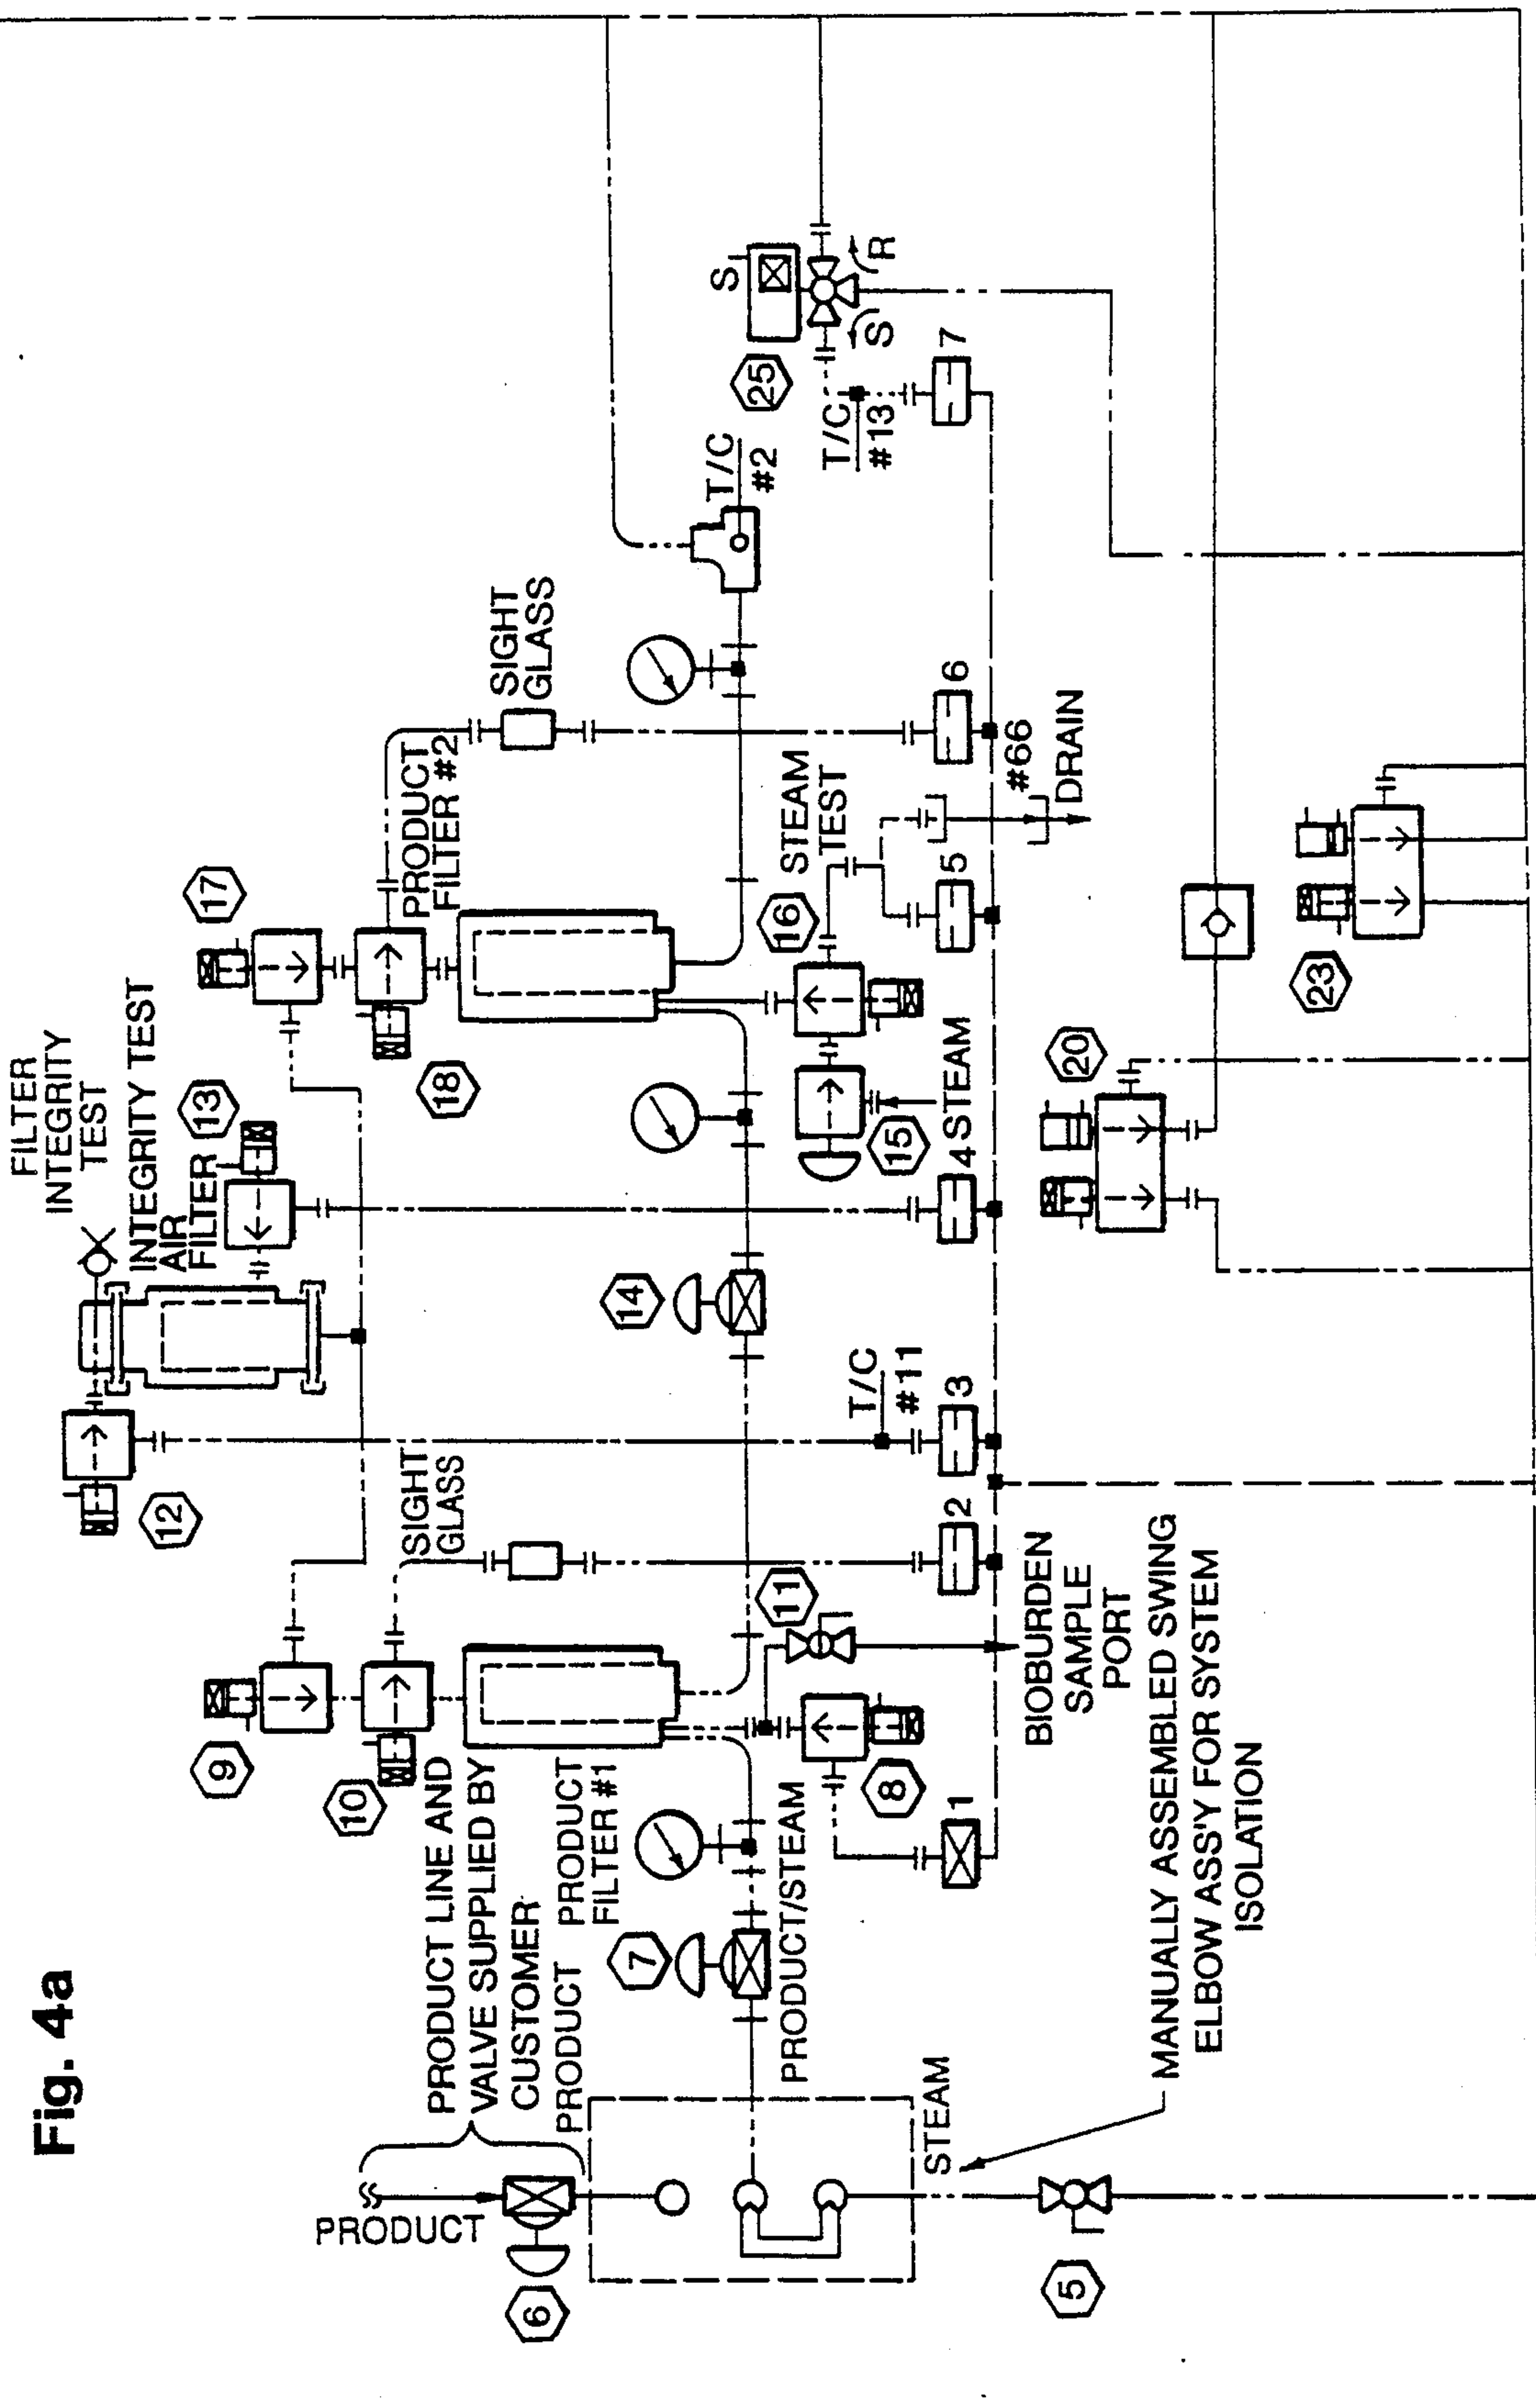 Fig. 4a
FILTER
INTEGRITY
TEST
INTEGRITY TEST
AIR
FILTER
13
12
17
18
9
10
PRODUCT
FILTER #2
SIGHT
GLASS
SIGHT
GLASS
PRODUCT LINE AND
VALVE SUPPLIED BY
CUSTOMER
PRODUCT
PRODUCT
FILTER #1
PRODUCT
6
7
14
T/C
#2
S
25
S
R
T/C
#13
7
PRODUCT/STEAM
8
11
1
2
T/C
#11
3
4
STEAM
15
16
STEAM
TEST
5
6
#66
DRAIN
BIOBURDEN
SAMPLE
PORT
STEAM
5
MANUALLY ASSEMBLED SWING
ELBOW ASS'Y FOR SYSTEM
ISOLATION
20
23